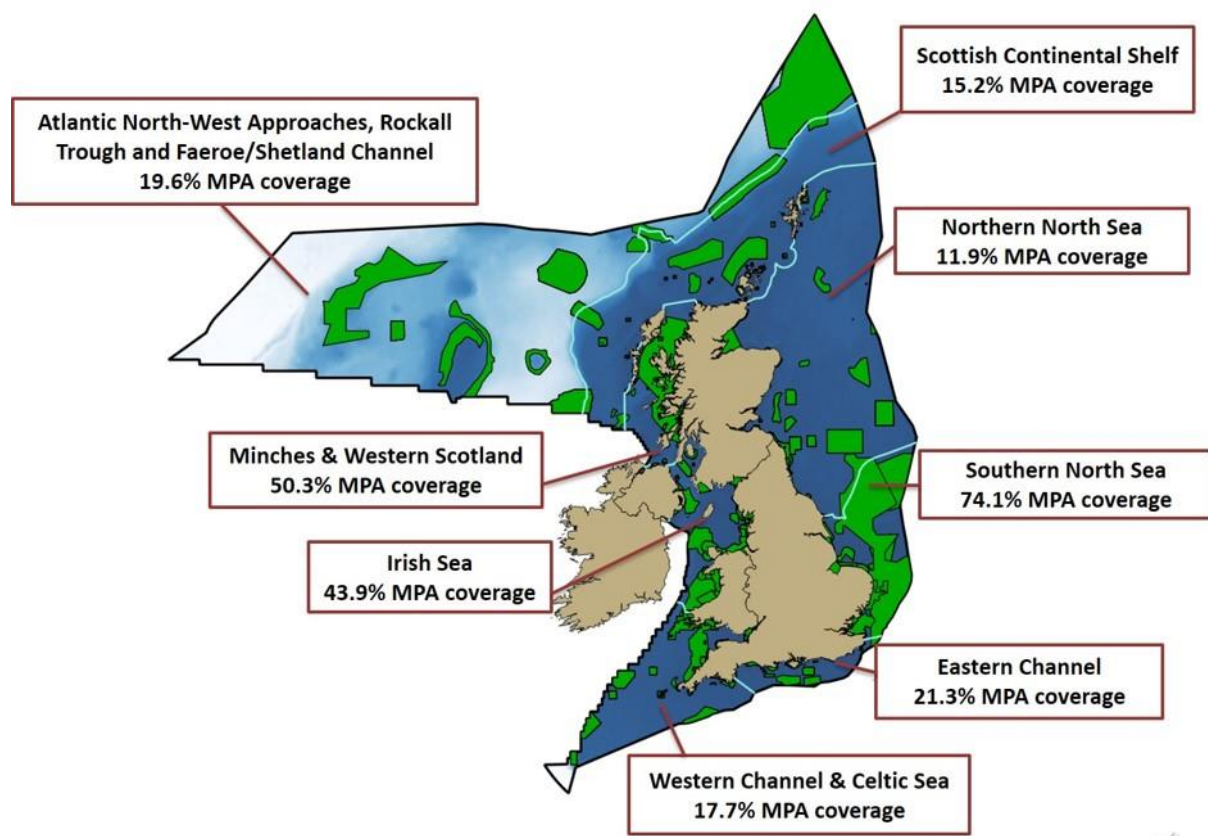 Scottish Continental Shelf
15.2% MPA coverage
Atlantic North-West Approaches, Rockall
Trough and Faeroe/Shetland Channel
19.6% MPA coverage
Northern North Sea
11.9% MPA coverage
Minches & Western Scotland
50.3% MPA coverage
Southern North Sea
74.1% MPA coverage
Irish Sea
43.9% MPA coverage
Eastern Channel
21.3% MPA coverage
Western Channel & Celtic Sea
17.7% MPA coverage